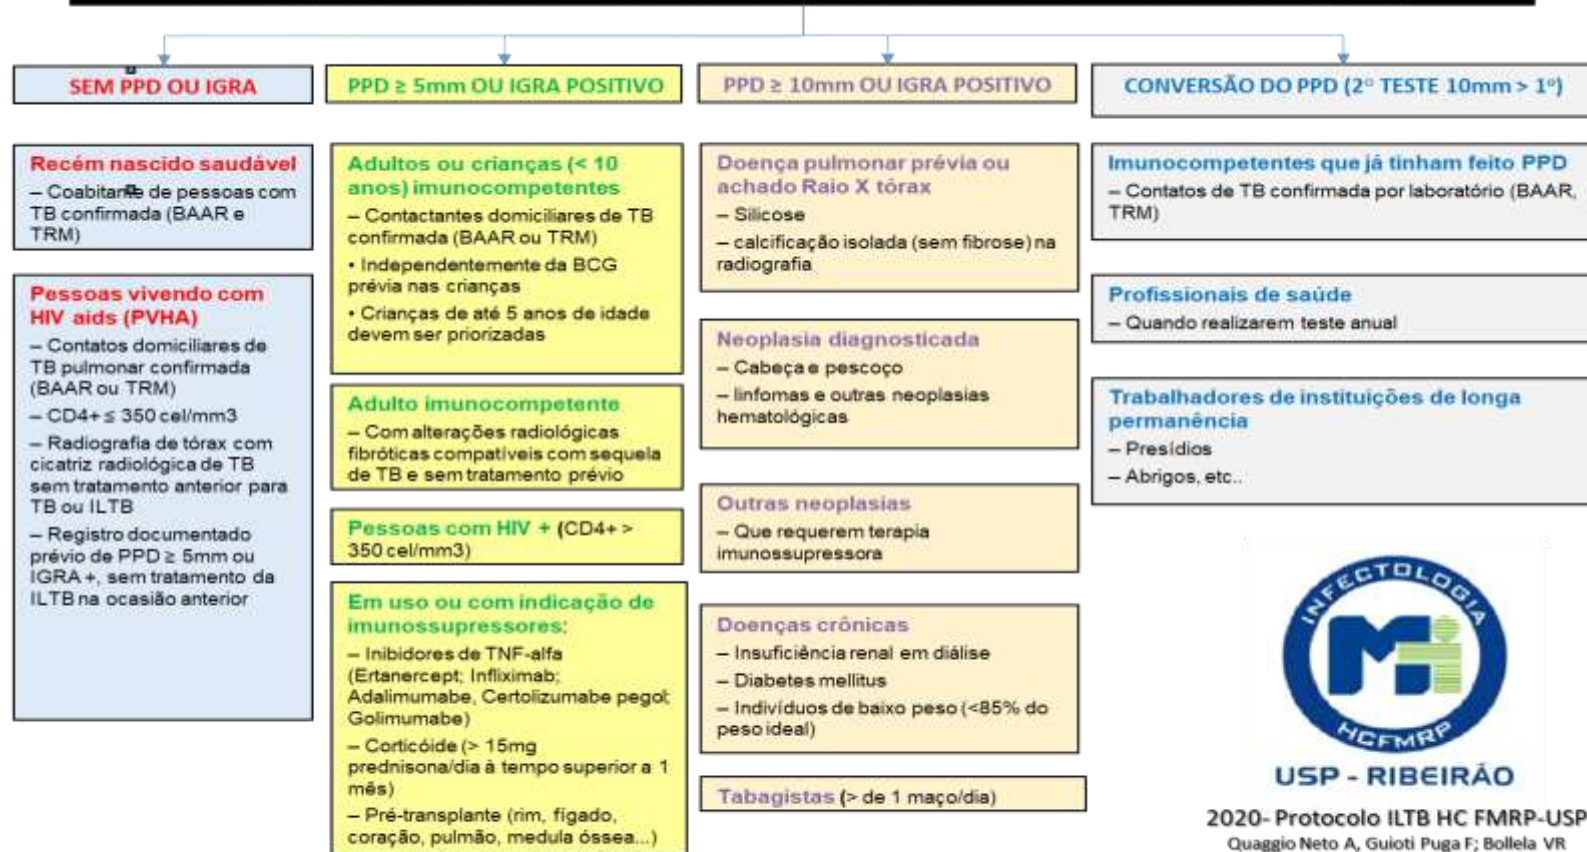 SEM PPD OU IGRA
Recém nascido saudável
– Coabitante de pessoas com
TB confirmada (BAAR e
TRM)
Pessoas vivendo com
HIV aids (PVHA)
– Contatos domiciliares de
TB pulmonar confirmada
(BAAR ou TRM)
– CD4+ ≤ 350 cel/mm3
– Radiografia de tórax com
cicatriz radiológica de TB
sem tratamento anterior para
TB ou ILTB
– Registro documentado
prévio de PPD ≥ 5mm ou
IGRA +, sem tratamento da
ILTB na ocasião anterior
PPD ≥ 5mm OU IGRA POSITIVO
Adultos ou crianças (< 10
anos) imunocompetentes
– Contactantes domiciliares de TB
confirmada (BAAR ou TRM)
• Independentemente da BCG
prévia nas crianças
• Crianças de até 5 anos de idade
devem ser priorizadas
Adulto imunocompetente
– Com alterações radiológicas
fibróticas compatíveis com sequela
de TB e sem tratamento prévio
Pessoas com HIV + (CD4+ >
350 cel/mm3)
Em uso ou com indicação de
imunossupressores:
– Inibidores de TNF-alfa
(Ertanercept; Infliximab;
Adalimumabe, Certolizumabe pegol;
Golimumabe)
– Corticóide (> 15mg
prednisona/dia à tempo superior a 1
mês)
– Pré-transplante (rim, fígado,
coração, pulmão, medula óssea...)
PPD ≥ 10mm OU IGRA POSITIVO
Doença pulmonar prévia ou
achado Raio X tórax
– Silicose
– calcificação isolada (sem fibrose) na
radiografia
Neoplasia diagnosticada
– Cabeça e pescoço
– linfomas e outras neoplasias
hematológicas
Outras neoplasias
– Que requerem terapia
imunossupressora
Doenças crônicas
– Insuficiência renal em diálise
– Diabetes mellitus
– Indivíduos de baixo peso (<85% do
peso ideal)
Tabagistas (> de 1 maço/dia)
CONVERSÃO DO PPD (2º TESTE 10mm > 1º)
Imunocompetentes que já tinham feito PPD
– Contatos de TB confirmada por laboratório (BAAR,
TRM)
Profissionais de saúde
– Quando realizarem teste anual
Trabalhadores de instituições de longa
permanência
– Presídios
– Abrigos, etc..
INFECTOLOGIA
Mi
HCFMRP
USP - RIBEIRÃO
2020- Protocolo ILTB HC FMRP-USP
Quaggio Neto A, Guioti Puga F; Bollela VR